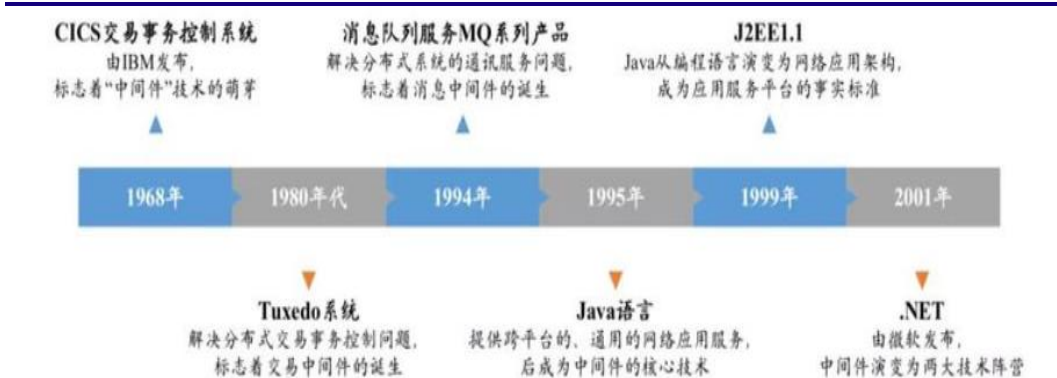 CICS交易事务控制系统
由IBM发布，
标志着“中间件”技术的萌芽
消息队列服务MQ系列产品
解决分布式系统的通讯服务问题，
标志着消息中间件的诞生
J2EE1.1
Java从编程语言演变为网络应用架构，
成为应用服务平台的事实标准
1968年
1980年代
1994年
1995年
1999年
2001年
Tuxedo系统
解决分布式交易事务控制问题，
标志着交易中间件的诞生
Java语言
提供跨平台的、通用的网络应用服务，
后成为中间件的核心技术
.NET
由微软发布，
中间件演变为两大技术阵营